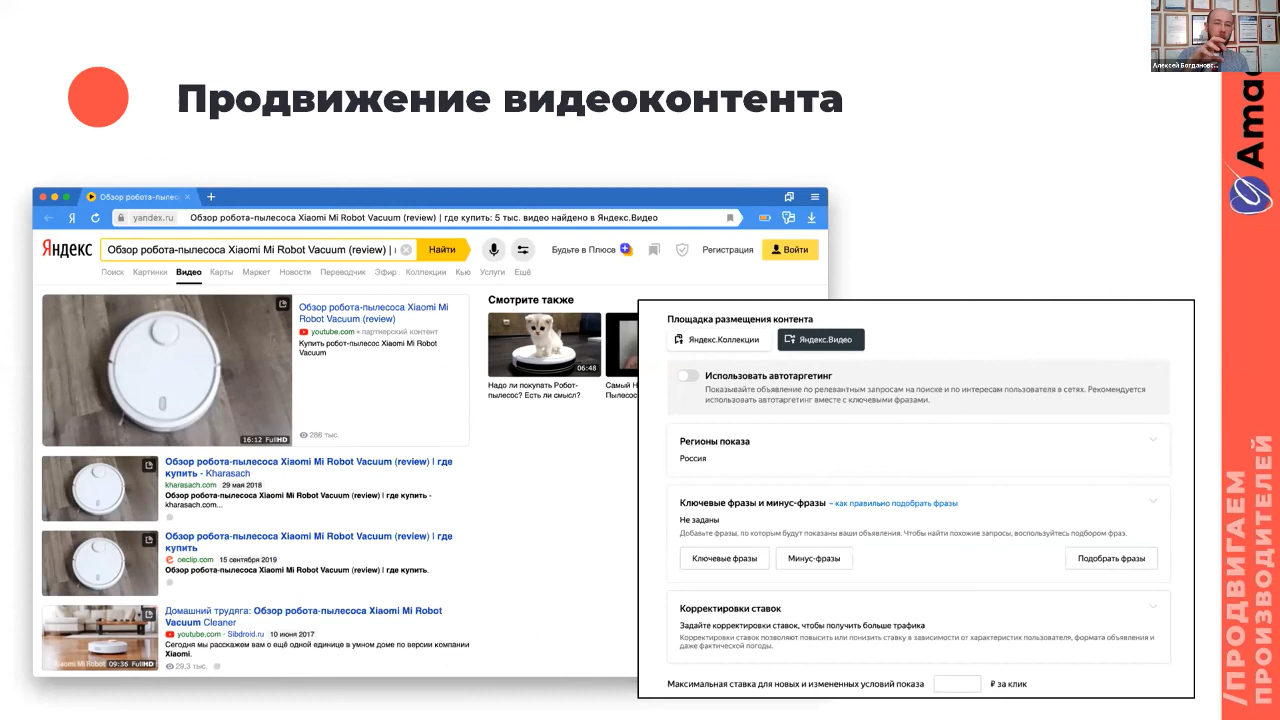 Продвижение видеоконтента
Алексей Богдановс...
Обзор робота-пылесо
yandex.ru
Обзор робота-пылесоса Xiaomi Mi Robot Vacuum (review) | где купить: 5 тыс. видео найдено в Яндекс.Видео
Яндекс
Обзор робота-пылесоса Xiaomi Mi Robot Vacuum (review) |
Найти
Будьте в Плюсе
Регистрация
Войти
Поиск Картинки Видео Карты Маркет Новости Переводчик Эфир Коллекции Кью Услуги Ещё
Обзор робота-пылесоса Xiaomi Mi
Robot Vacuum (review)
youtube.com • партнерский контент
Купить робот-пылесос Xiaomi Mi Robot
Vacuum
286 тыс.
16:12 FullHD
Смотрите также
06:48
Надо ли покупать Робот-
пылесос? Есть ли смысл?
Самый Н
Пылесос
Обзор робота-пылесоса Xiaomi Mi Robot Vacuum (review) | где
купить - Kharasach
kharasach.com 29 мая 2018
Обзор робота-пылесоса Xiaomi Mi Robot Vacuum (review) | где купить -
kharasach.com...
Обзор робота-пылесоса Xiaomi Mi Robot Vacuum (review) | где
купить
oeclip.com 15 сентября 2019
Обзор робота-пылесоса Xiaomi Mi Robot Vacuum (review) | где купить.
Домашний трудяга: Обзор робота-пылесоса Xiaomi Mi Robot
Vacuum Cleaner
youtube.com › Sibdroid.ru 10 июня 2017
Сегодня мы расскажем вам о ещё одной единице в умном доме по версии компании
Xiaomi.
29,3 тыс.
Xiaomi Mi Robot 09:36 FullHD
Площадка размещения контента
Яндекс.Коллекции
Яндекс.Видео
Использовать автотаргетинг
Показывайте объявление по релевантным запросам на поиске и по интересам пользователя в сетях. Рекомендуется
использовать автотаргетинг вместе с ключевыми фразами.
Регионы показа
Россия
Ключевые фразы и минус-фразы – как правильно подобрать фразы
Не заданы
Добавьте фразы, по которым будут показаны ваши объявления. Чтобы найти похожие запросы, воспользуйтесь подбором фраз.
Ключевые фразы
Минус-фразы
Подобрать фразы
Корректировки ставок
Задайте корректировки ставок, чтобы получить больше трафика
Корректировки ставок позволяют повысить или понизить ставку в зависимости от характеристик пользователя, формата объявления и
даже фактической погоды.
Максимальная ставка для новых и измененных условий показа
₽ за клик
Ama
/ПРОДВИГАЕМ
ПРОИЗВОДИТЕЛЕЙ